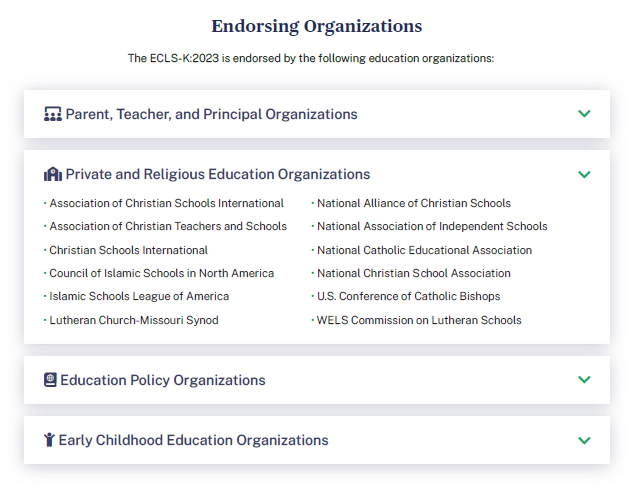 Endorsing Organizations
The ECLS-K:2023 is endorsed by the following education organizations:
Parent, Teacher, and Principal Organizations
Private and Religious Education Organizations
· Association of Christian Schools International
· Association of Christian Teachers and Schools
· Christian Schools International
· Council of Islamic Schools in North America
· Islamic Schools League of America
· Lutheran Church-Missouri Synod
· National Alliance of Christian Schools
· National Association of Independent Schools
· National Catholic Educational Association
· National Christian School Association
· U.S. Conference of Catholic Bishops
· WELS Commission on Lutheran Schools
Education Policy Organizations
Early Childhood Education Organizations